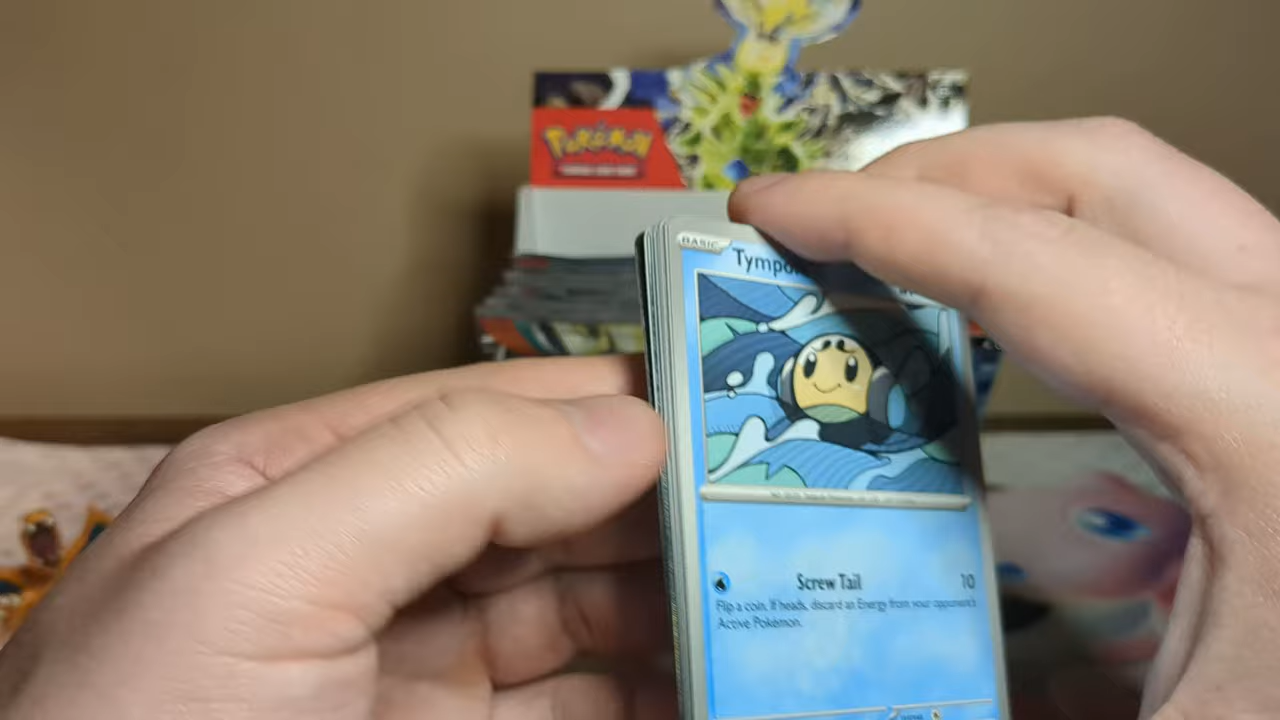 Pokémon
BASIC
Tympo
Screw Tail 10
Flip a coin. If heads, discard an Energy from your opponent's
Active Pokémon.